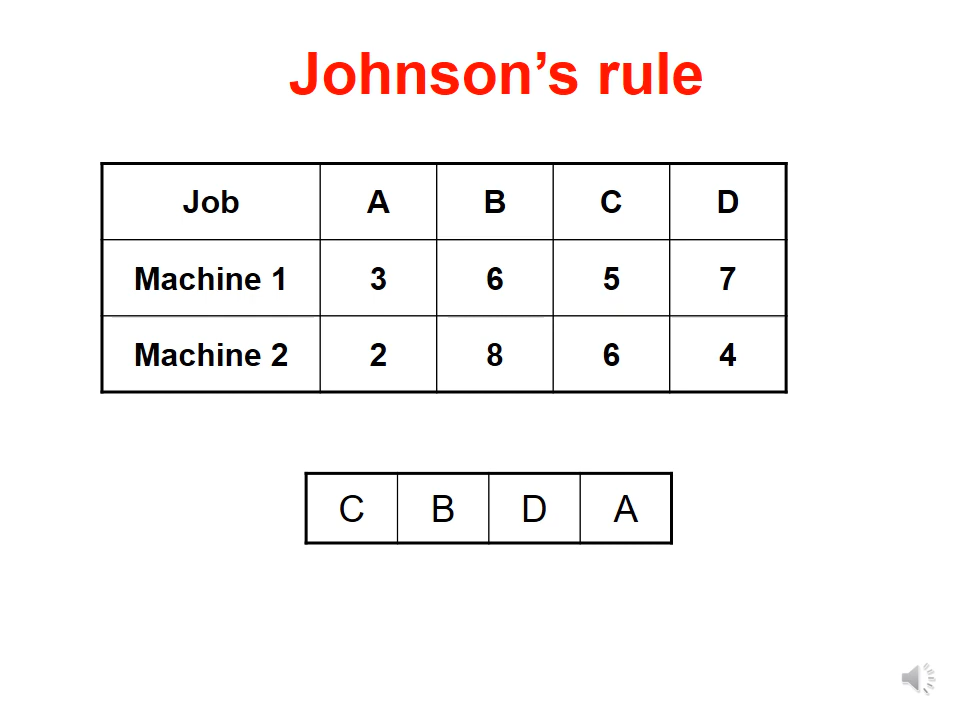 Johnson’s rule
Job A B C D
Machine 1 3 6 5 7
Machine 2 2 8 6 4
C B D A